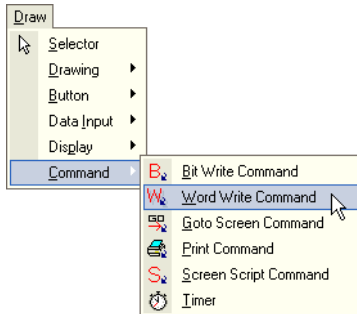 Draw
Selector
Drawing
Button
Data Input
Display
Command
Bit Write Command
Word Write Command
Goto Screen Command
Print Command
Screen Script Command
Timer